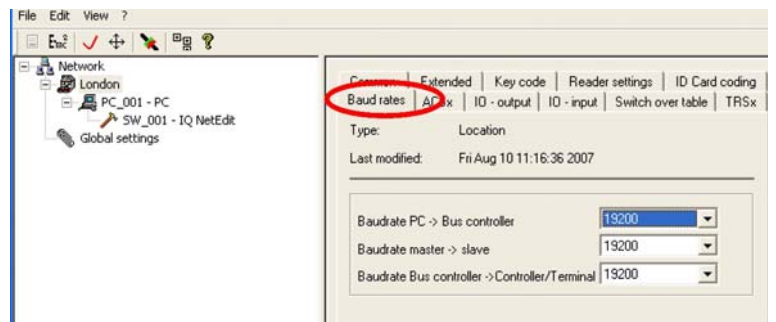 File Edit View ?
Network
London
PC_001 - PC
SW_001 - IQ NetEdit
Global settings
Extended Key code Reader settings ID Card coding
Baud rates IO - output IO - input Switch over table TRSx
Type: Location
Last modified: Fri Aug 10 11:16:36 2007
Baudrate PC -> Bus controller 19200
Baudrate master -> slave 19200
Baudrate Bus controller ->Controller/Terminal 19200